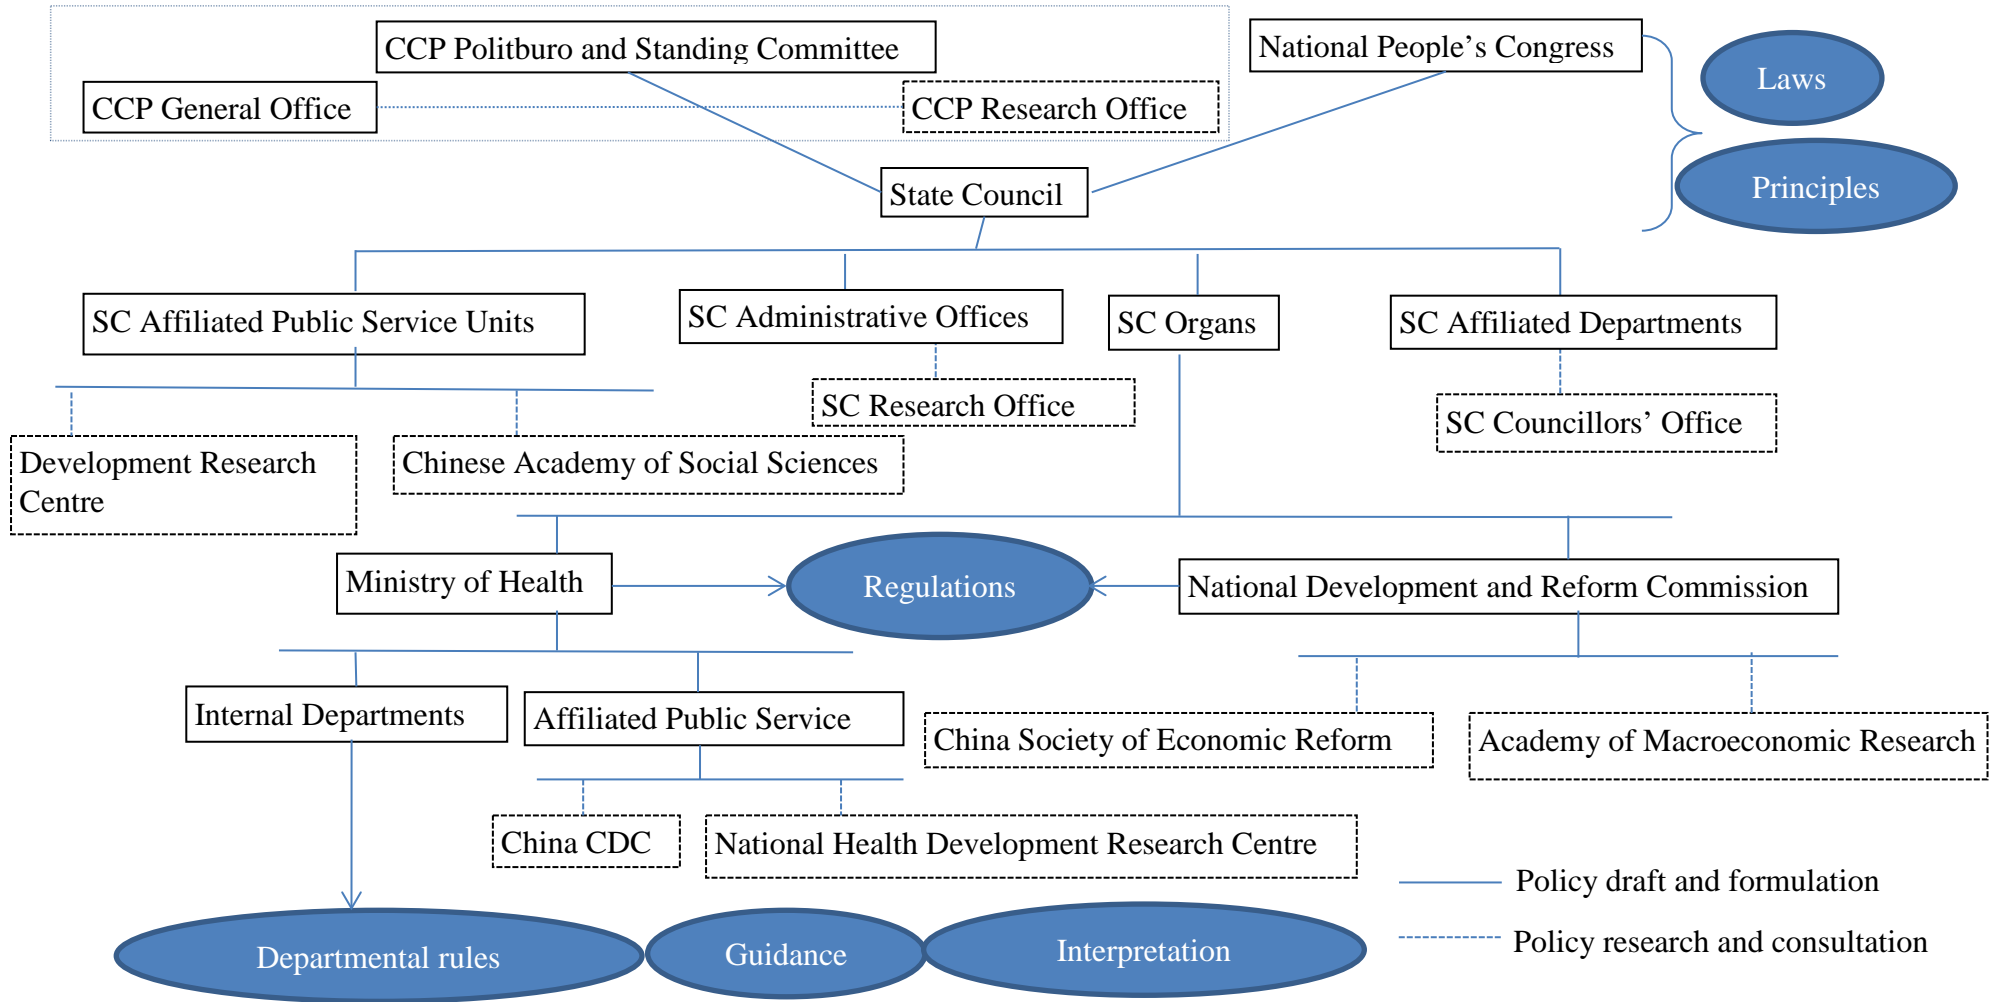 CCP Politburo and Standing Committee
National People's Congress
Laws
CCP General Office
CCP Research Office
Principles
State Council
SC Affiliated Public Service Units
SC Administrative Offices
SC Organs
SC Affiliated Departments
SC Research Office
SC Councillors' Office
Development Research
Centre
Chinese Academy of Social Sciences
Ministry of Health
Regulations
National Development and Reform Commission
Internal Departments
Affiliated Public Service
China Society of Economic Reform
Academy of Macroeconomic Research
China CDC
National Health Development Research Centre
Policy draft and formulation
Policy research and consultation
Departmental rules
Guidance
Interpretation